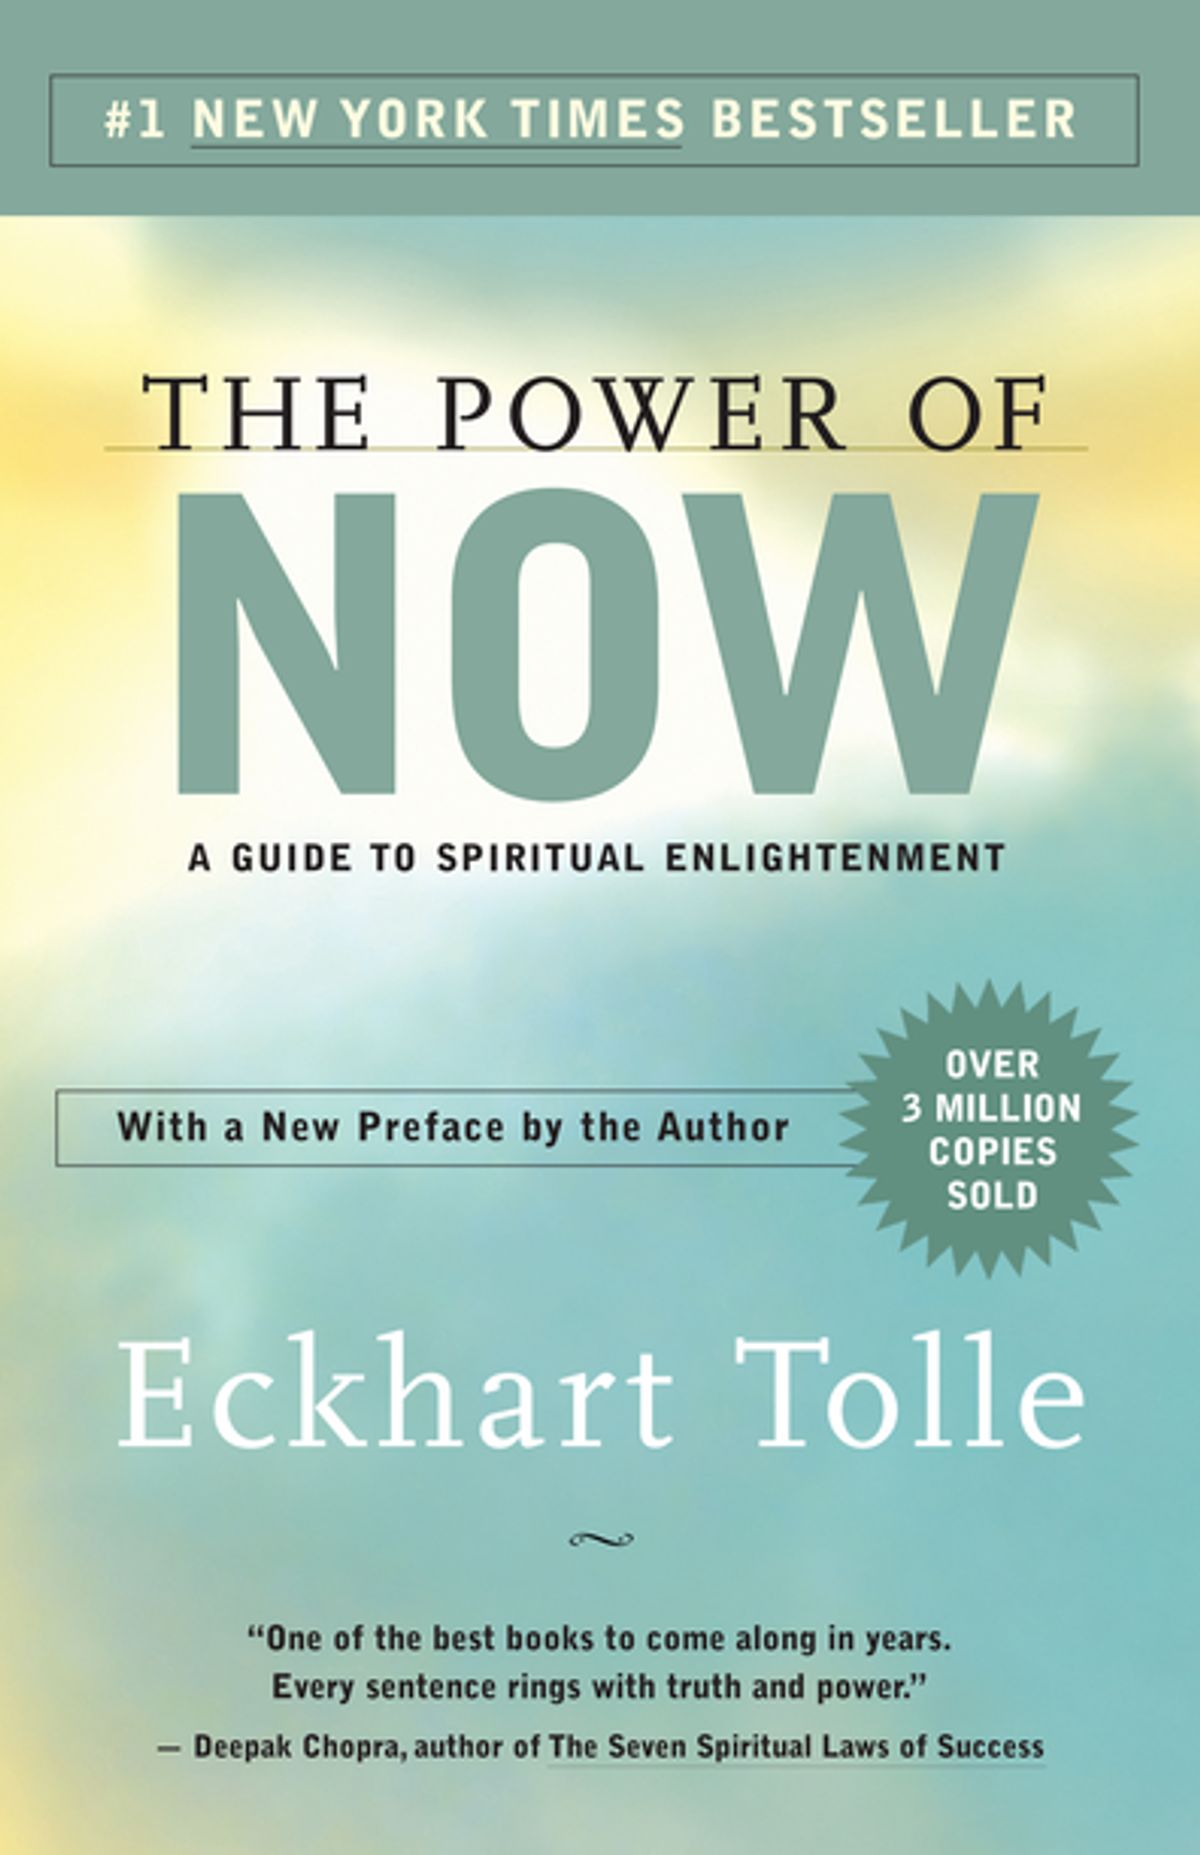 #1 NEW YORK TIMES BESTSELLER
THE POWER OF
NOW
A GUIDE TO SPIRITUAL ENLIGHTENMENT
With a New Preface by the Author
OVER
3 MILLION
COPIES
SOLD
Eckhart Tolle
“One of the best books to come along in years.
Every sentence rings with truth and power.”
— Deepak Chopra, author of The Seven Spiritual Laws of Success